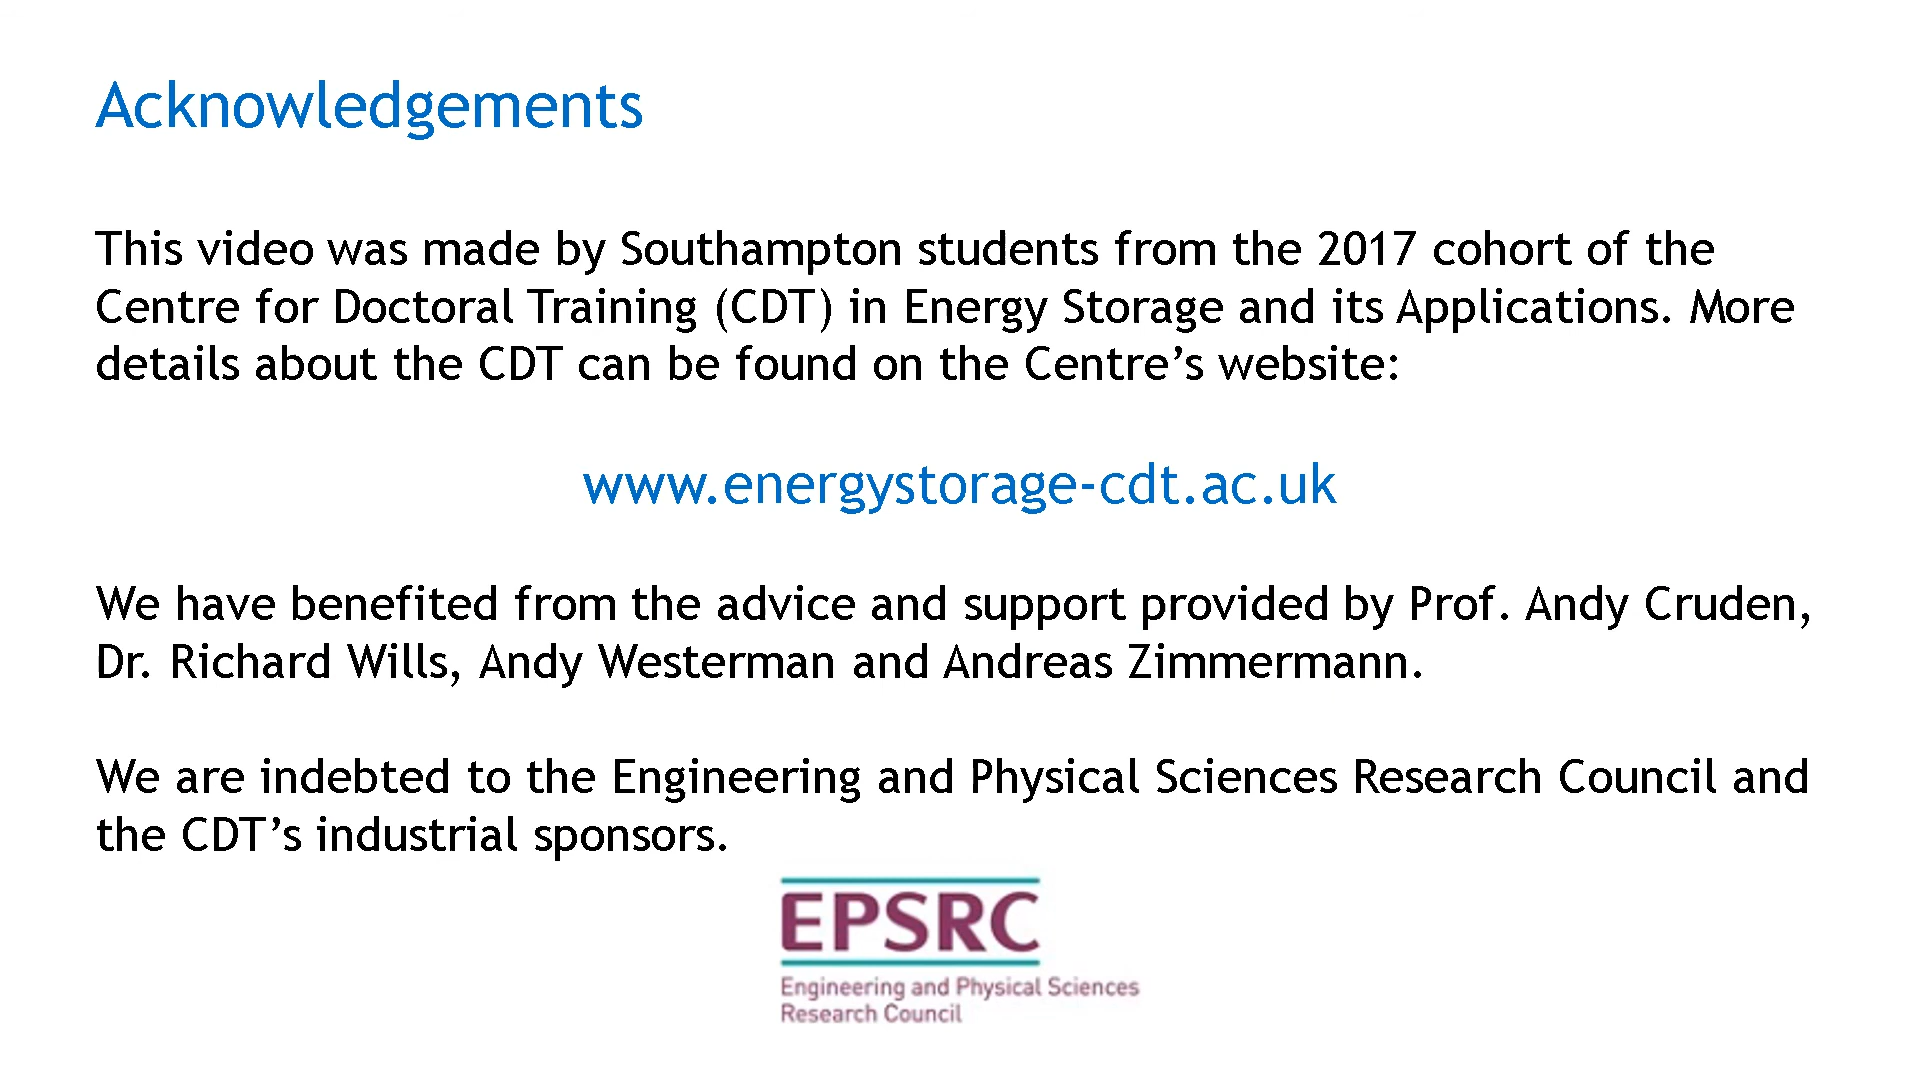 Acknowledgements
This video was made by Southampton students from the 2017 cohort of the
Centre for Doctoral Training (CDT) in Energy Storage and its Applications. More
details about the CDT can be found on the Centre’s website:
www.energystorage-cdt.ac.uk
We have benefited from the advice and support provided by Prof. Andy Cruden,
Dr. Richard Wills, Andy Westerman and Andreas Zimmermann.
We are indebted to the Engineering and Physical Sciences Research Council and
the CDT’s industrial sponsors.
EPSRC
Engineering and Physical Sciences
Research Council